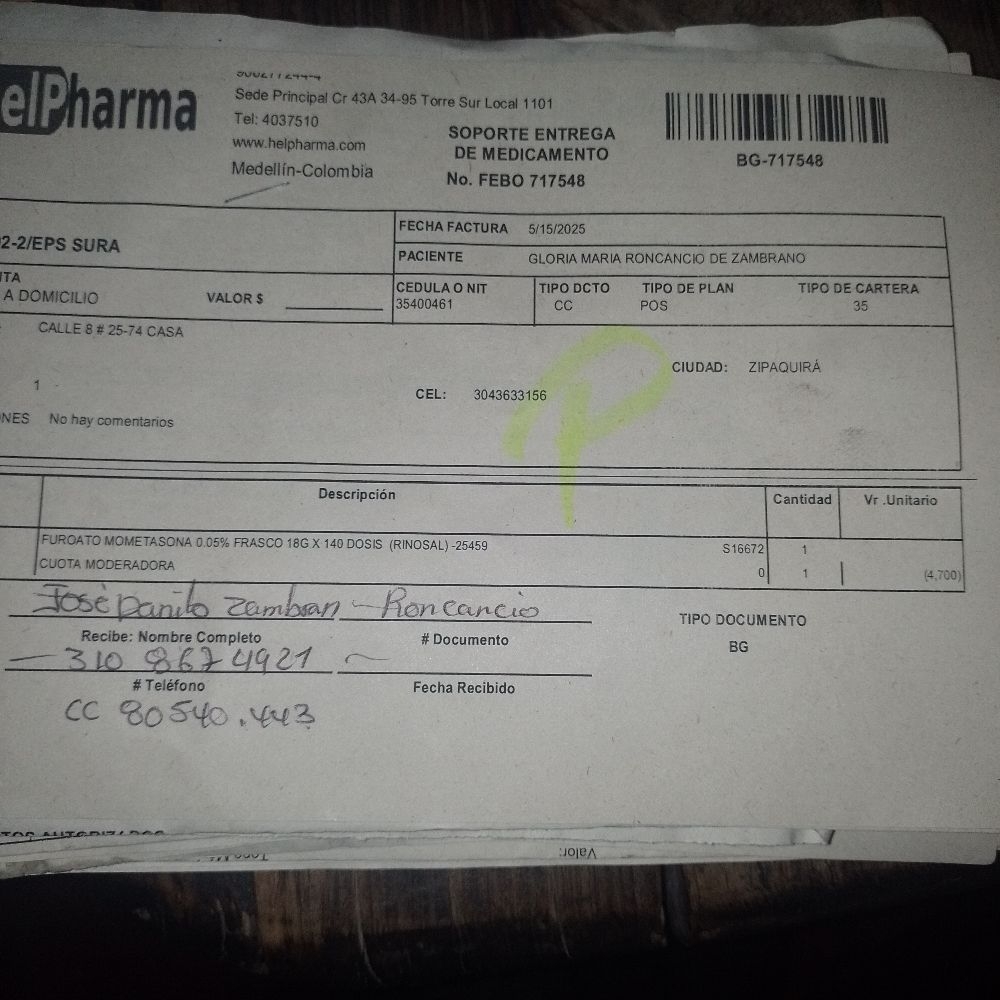 elPharma
Sede Principal Cr 43A 34-95 Torre Sur Local 1101
Tel: 4037510
www.helpharma.com
Medellín-Colombia
SOPORTE ENTREGA
DE MEDICAMENTO
No. FEBO 717548
BG-717548
2-2/EPS SURA
FECHA FACTURA 5/15/2025
PACIENTE GLORIA MARIA RONCANCIO DE ZAMBRANO
ITA
A DOMICILIO VALOR $
CEDULA O NIT TIPO DCTO TIPO DE PLAN TIPO DE CARTERA
35400461 CC POS 35
CALLE 8 # 25-74 CASA
CIUDAD: ZIPAQUIRÁ
1
CEL: 3043633156
NES No hay comentarios
P
Descripción Cantidad Vr .Unitario
FUROATO MOMETASONA 0.05% FRASCO 18G X 140 DOSIS (RINOSAL) -25459 S16672 1
CUOTA MODERADORA 0 1 (4,700)
José Danilo Zambran Roncancio
Recibe: Nombre Completo # Documento
TIPO DOCUMENTO
BG
310 867 4921
# Teléfono Fecha Recibido
CC 80540.443
Valor: